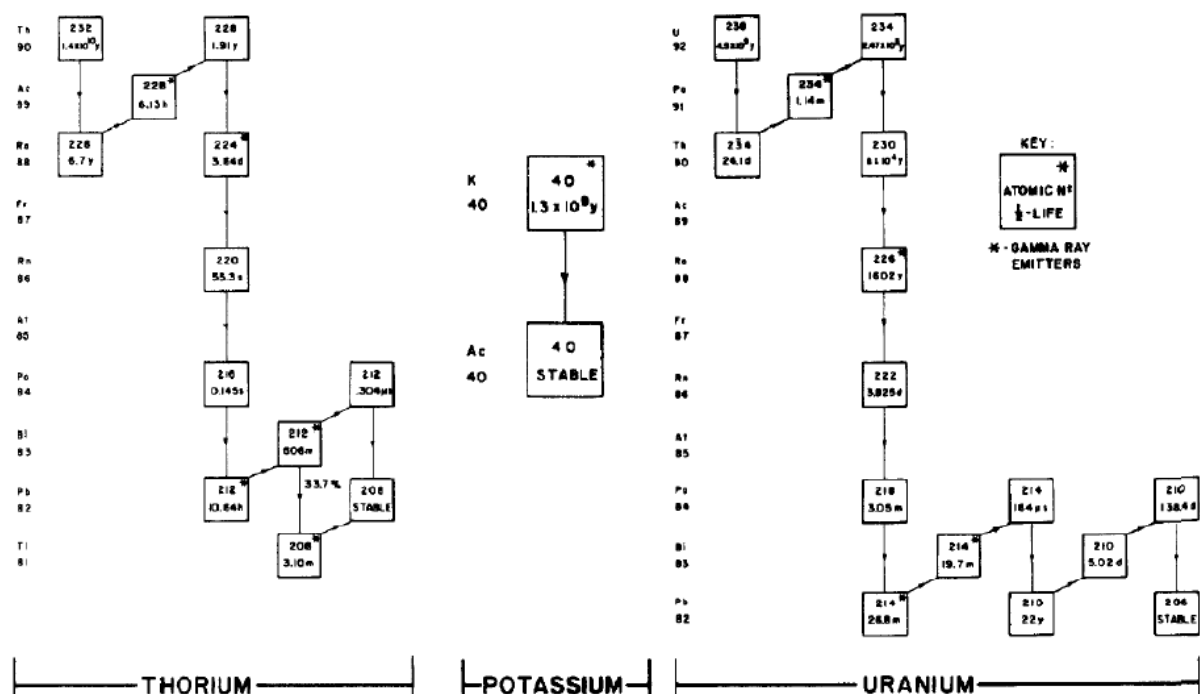 Th
90
232
1.4X10¹⁰y
228
1.91y
Ac
89
228*
6.13h
Ra
88
228
6.7y
224*
3.64d
Fr
87
Rn
86
220
55.3s
AT
85
Po
84
216
0.145s
212
.304µs
Bi
83
212*
606m
33.7%
Pb
82
212*
10.64h
208
STABLE
Tl
81
208*
3.10m
THORIUM
K
40
40*
1.3 x 10⁹y
Ac
40
40
STABLE
POTASSIUM
U
92
238
234
2.47X10⁵y
Pa
91
234*
1.14m
Th
90
234
24.1d
230
Ac
89
Ra
88
226*
1602y
Fr
87
Rn
86
222
3.825d
AT
85
Po
84
218
3.05m
214
164µs
210
138.4d
Bi
83
214*
19.7m
210
5.02d
Pb
82
214*
26.8m
210
22y
206
STABLE
URANIUM
KEY:
*
ATOMIC Nº
½-LIFE
*-GAMMA RAY
EMITTERS